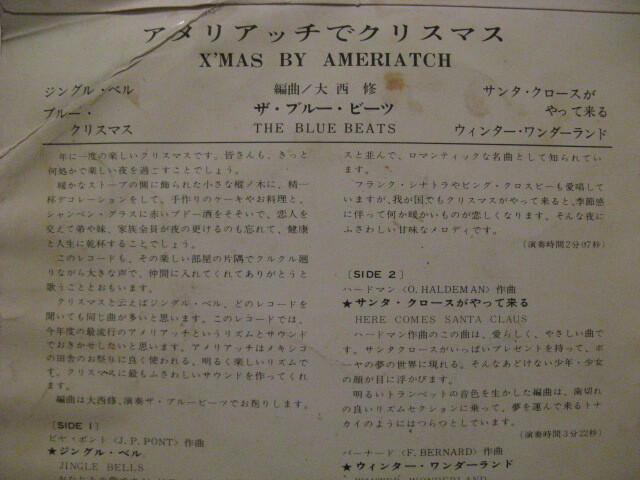 アメリアッチでクリスマス
X'MAS BY AMERIATCH
ジングル・ベル
ブルー・
クリスマス
編曲/大西 修
ザ・ブルー・ビーツ
THE BLUE BEATS
サンタ・クロースが
やって来る
ウィンター・ワンダーランド
年に一度の楽しいクリスマスです。皆さんも、きっと
何処かで楽しい夜を過ごすことでしょう。
暖かなストーブの側に飾られた小さな樅ノ木に、精一
杯デコレーションをして、手作りのケーキやお料理と、
シャンペン・グラスに赤いブドー酒をそそいで、恋人を
交えて弟や妹、家族全員が夜の更けるのも忘れて、健康
と人生に乾杯することでしょう。
このレコードも、その楽しい部屋の片隅でクルクル廻
りながら大きな声で、仲間に入れてくれてありがとうと
歌うことをおもいます。
クリスマスと云えばジングル・ベル、どのレコードを
聞いても同じ曲が多いと思います。このレコードでは、
今年度の最流行のアメリアッチというリズムとサウンド
でおきかせしたいと思います。アメリアッチはメキシコ
の田舎のお祭りに良く使われる、明るく楽しいリズムで
す。クリスマスに最もふさわしいサウンドを作ってくれ
ます。
編曲は大西修、演奏ザ・ブルービーツでお贈りします。
[SIDE 1]
ピヤ・ポント〈J. P. PONT〉作曲
★ジングル・ベル
JINGLE BELLS
スと並んで、ロマンティックな名曲として知られてい
ます。
フランク・シナトラやビング・クロスビーも愛唱して
いますが、我が国でもクリスマスがやって来ると、季節感
に伴って何か暖かいものが恋しくなります。そんな夜に
ふさわしい甘味なメロディです。
(演奏時間2分07秒)
[SIDE 2]
ハードマン〈O. HALDEMAN〉作曲
★サンタ・クロースがやって来る
HERE COMES SANTA CLAUS
ハードマン作曲のこの曲は、愛らしく、やさしい曲で
す。サンタクロースがいっぱいプレゼントを持って、ボ
ーヤの夢の世界に現れる。そんなあどけない少年・少女
の顔が目に浮かびます。
明るいトランペットの音色を生かした編曲は、歯切れ
の良いリズムセクションに乗って、夢を運んで来るトナ
カイのようにはつらつとしています。
(演奏時間3分22秒)
バーナード〈F. BERNARD〉作曲
★ウィンター・ワンダーランド
WINTER WONDERLAND